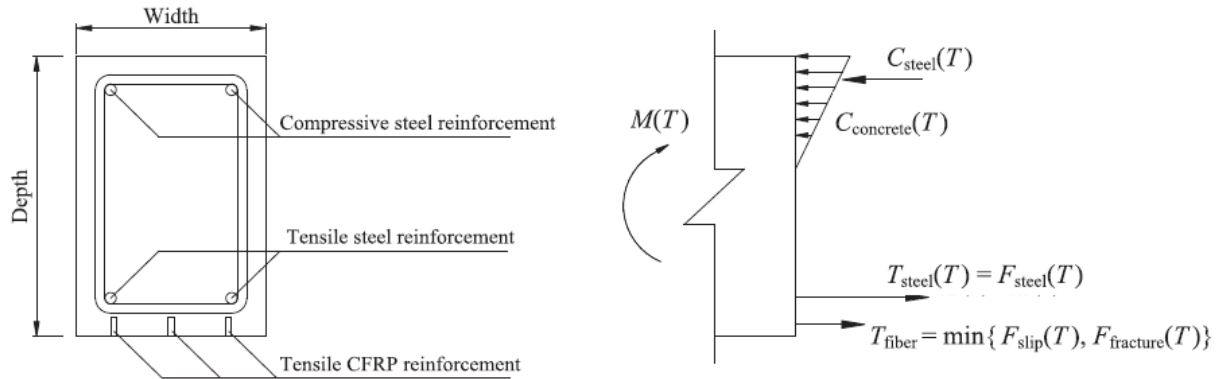 Width
Depth
Compressive steel reinforcement
Tensile steel reinforcement
Tensile CFRP reinforcement
M(T)
C_steel(T)
C_concrete(T)
T_steel(T) = F_steel(T)
T_fiber = min{F_slip(T), F_fracture(T)}